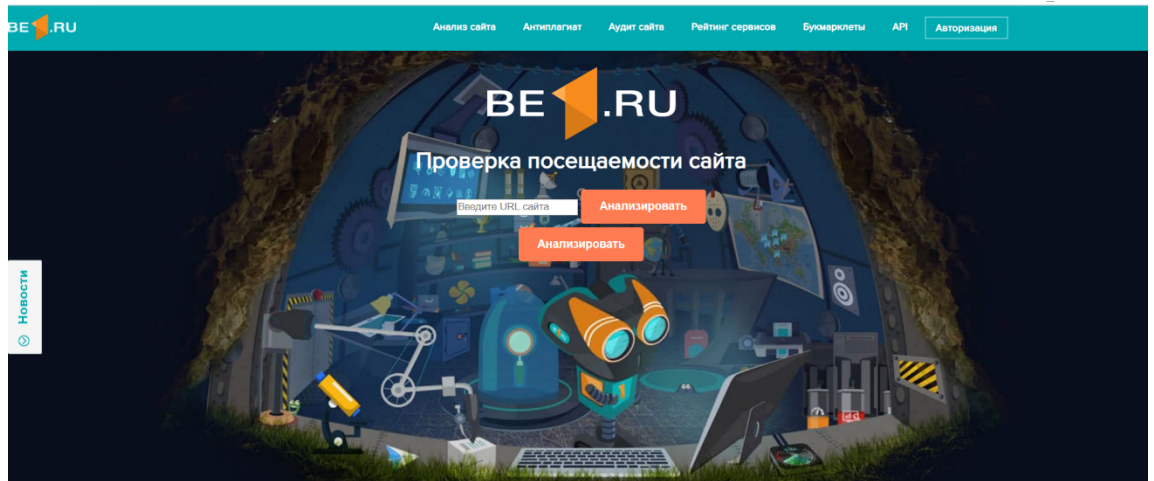 BE1.RU
Анализ сайта Антиплагиат Аудит сайта Рейтинг сервисов Букмарклеты API Авторизация
BE1.RU
Проверка посещаемости сайта
Введите URL сайта Анализировать
Анализировать
Новости